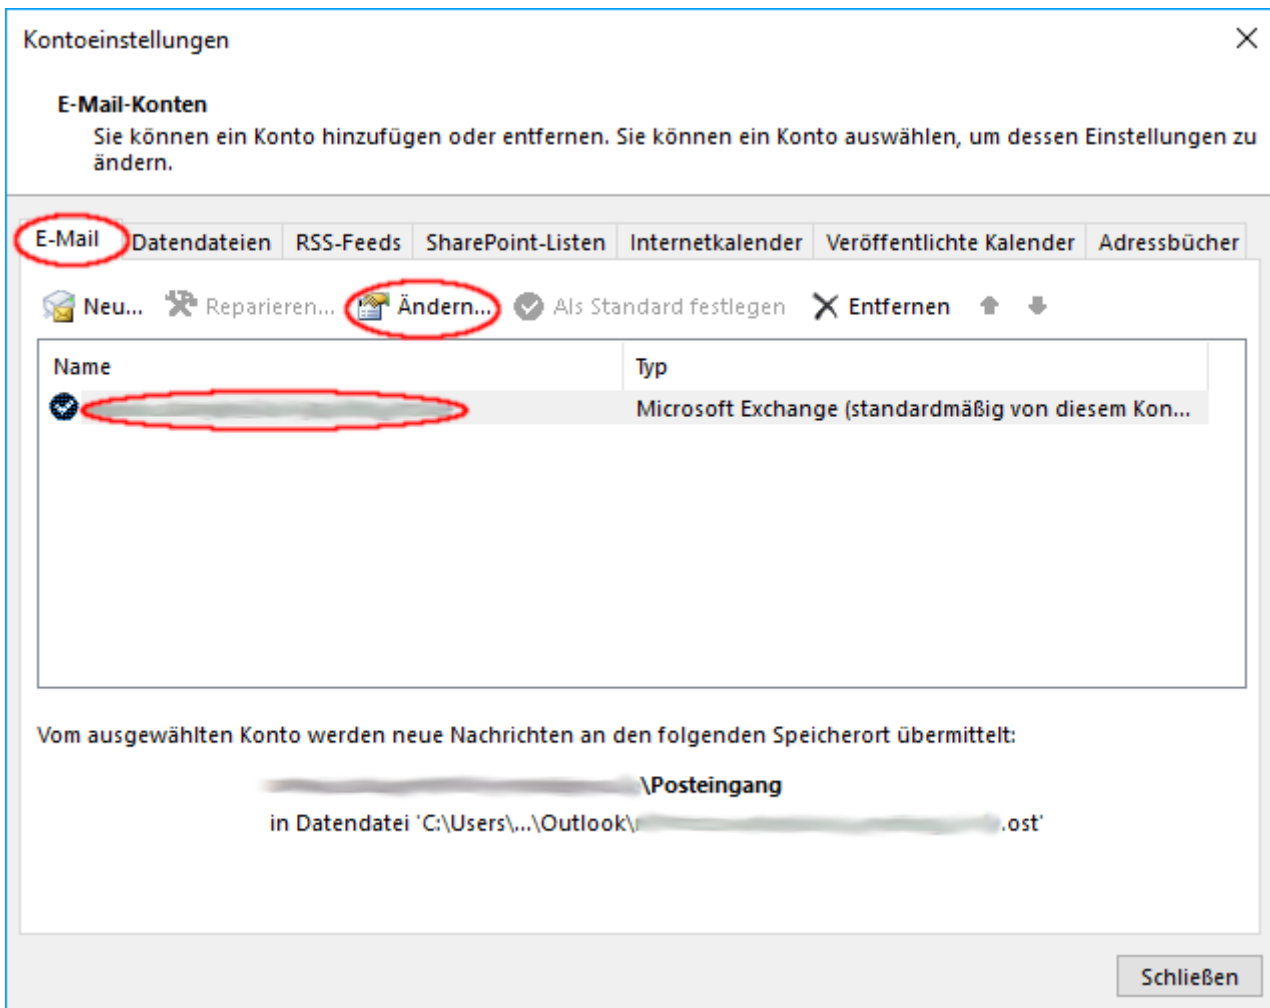 Kontoeinstellungen
E-Mail-Konten
Sie können ein Konto hinzufügen oder entfernen. Sie können ein Konto auswählen, um dessen Einstellungen zu
ändern.
E-Mail Datendateien RSS-Feeds SharePoint-Listen Internetkalender Veröffentlichte Kalender Adressbücher
Neu... Reparieren... Ändern... Als Standard festlegen Entfernen
Name Typ
Microsoft Exchange (standardmäßig von diesem Kon...
Vom ausgewählten Konto werden neue Nachrichten an den folgenden Speicherort übermittelt:
\Posteingang
in Datendatei 'C:\Users\...\Outlook\ .ost'
Schließen